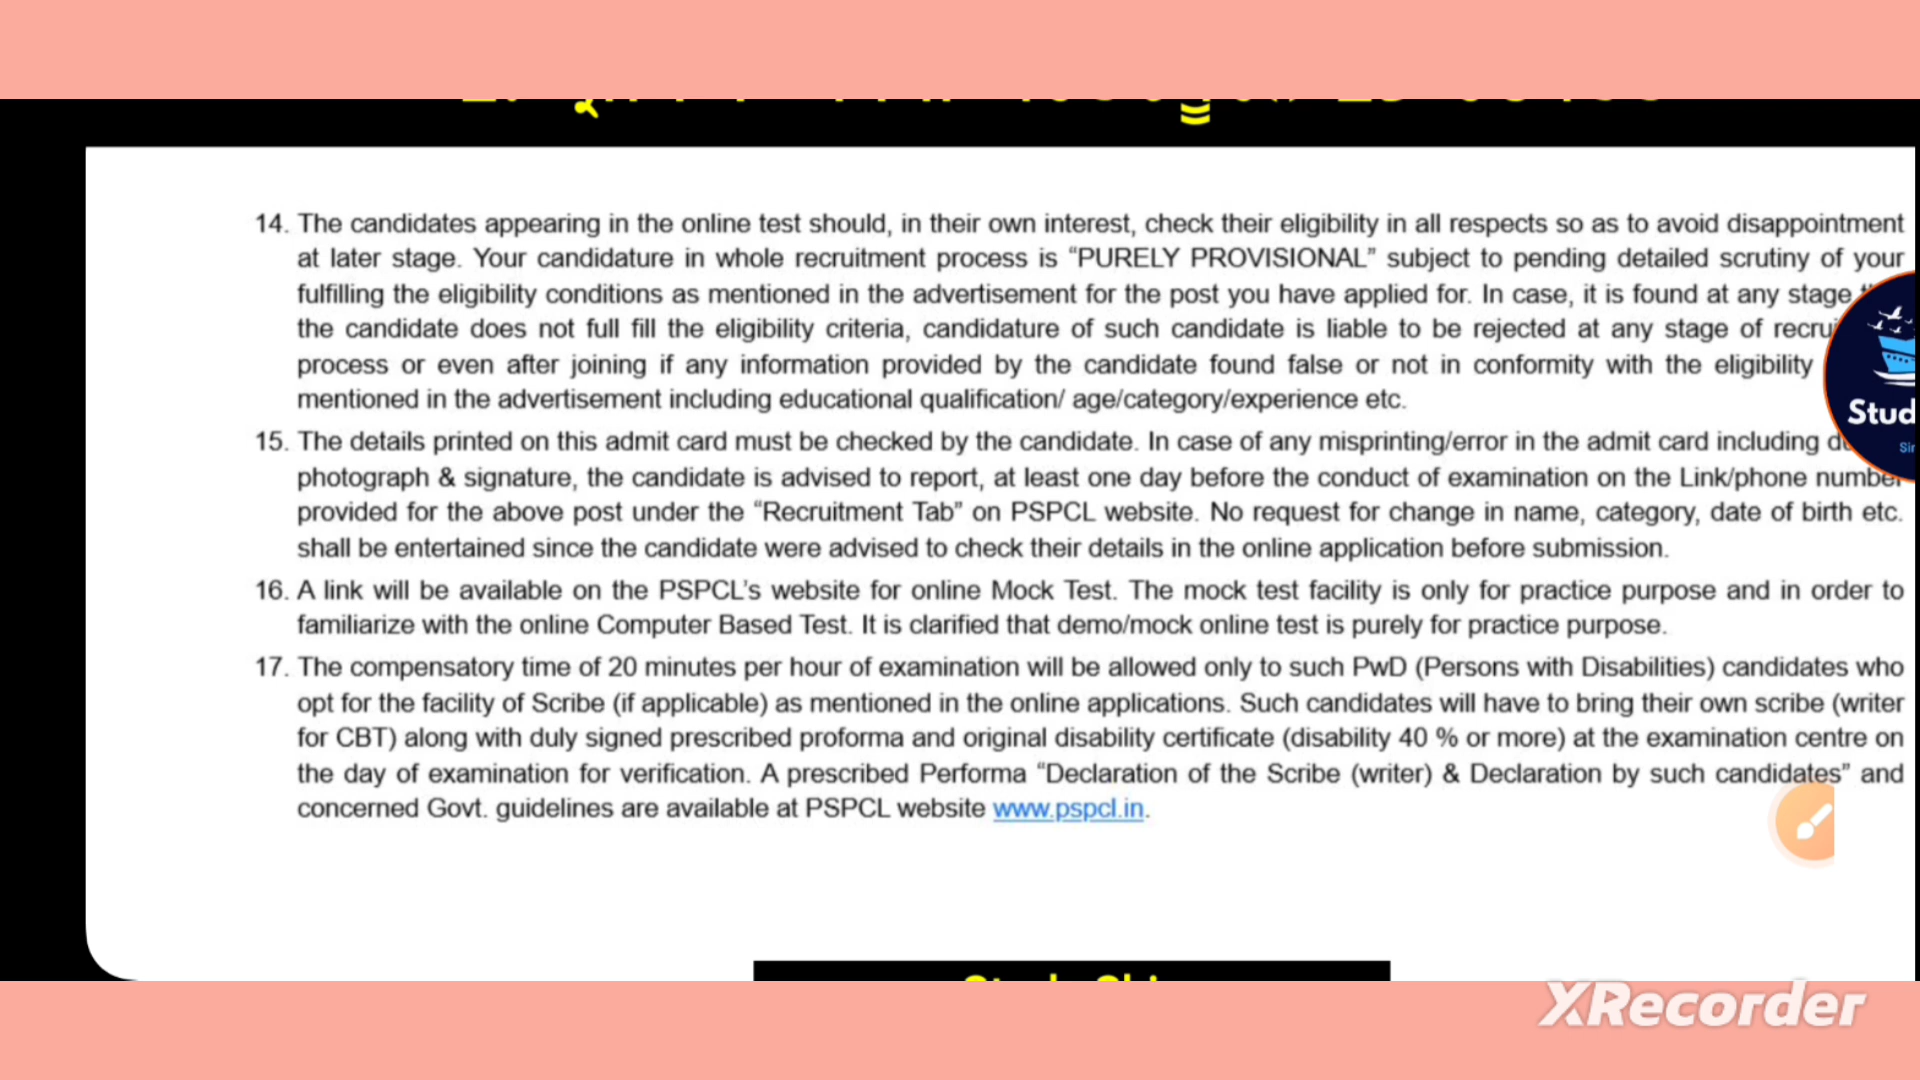 14. The candidates appearing in the online test should, in their own interest, check their eligibility in all respects so as to avoid disappointment
at later stage. Your candidature in whole recruitment process is “PURELY PROVISIONAL” subject to pending detailed scrutiny of your
fulfilling the eligibility conditions as mentioned in the advertisement for the post you have applied for. In case, it is found at any stage
the candidate does not full fill the eligibility criteria, candidature of such candidate is liable to be rejected at any stage of
process or even after joining if any information provided by the candidate found false or not in conformity with the eligibility
mentioned in the advertisement including educational qualification/ age/category/experience etc.
15. The details printed on this admit card must be checked by the candidate. In case of any misprinting/error in the admit card including
photograph & signature, the candidate is advised to report, at least one day before the conduct of examination on the Link/phone number
provided for the above post under the “Recruitment Tab” on PSPCL website. No request for change in name, category, date of birth etc.
shall be entertained since the candidate were advised to check their details in the online application before submission.
16. A link will be available on the PSPCL’s website for online Mock Test. The mock test facility is only for practice purpose and in order to
familiarize with the online Computer Based Test. It is clarified that demo/mock online test is purely for practice purpose.
17. The compensatory time of 20 minutes per hour of examination will be allowed only to such PwD (Persons with Disabilities) candidates who
opt for the facility of Scribe (if applicable) as mentioned in the online applications. Such candidates will have to bring their own scribe (writer
for CBT) along with duly signed prescribed proforma and original disability certificate (disability 40 % or more) at the examination centre on
the day of examination for verification. A prescribed Performa “Declaration of the Scribe (writer) & Declaration by such candidates” and
concerned Govt. guidelines are available at PSPCL website www.pspcl.in.
Stud
XRecorder